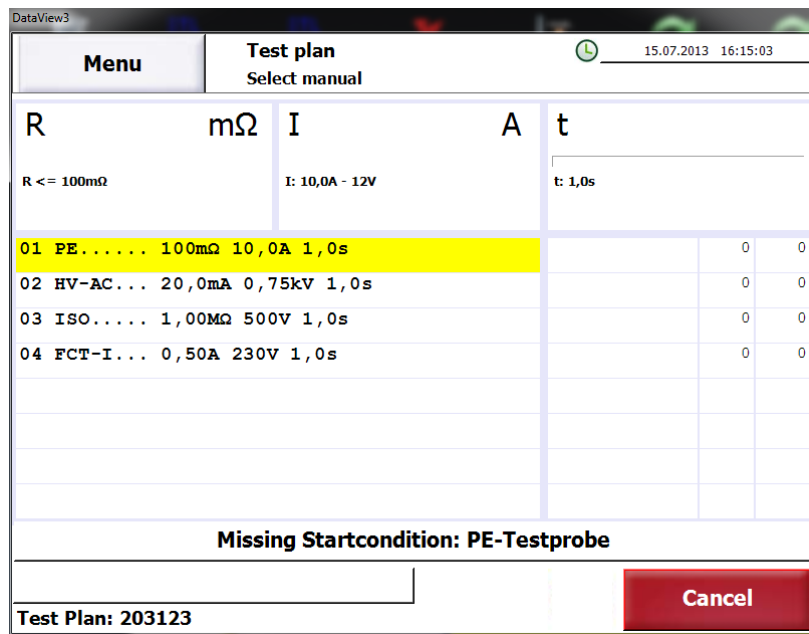 DataView3
Menu
Test plan
Select manual
15.07.2013 16:15:03
R mΩ
R <= 100mΩ
I A
I: 10,0A - 12V
t
t: 1,0s
01 PE...... 100mΩ 10,0A 1,0s 0 0
02 HV-AC... 20,0mA 0,75kV 1,0s 0 0
03 ISO..... 1,00MΩ 500V 1,0s 0 0
04 FCT-I... 0,50A 230V 1,0s 0 0
Missing Startcondition: PE-Testprobe
Cancel
Test Plan: 203123